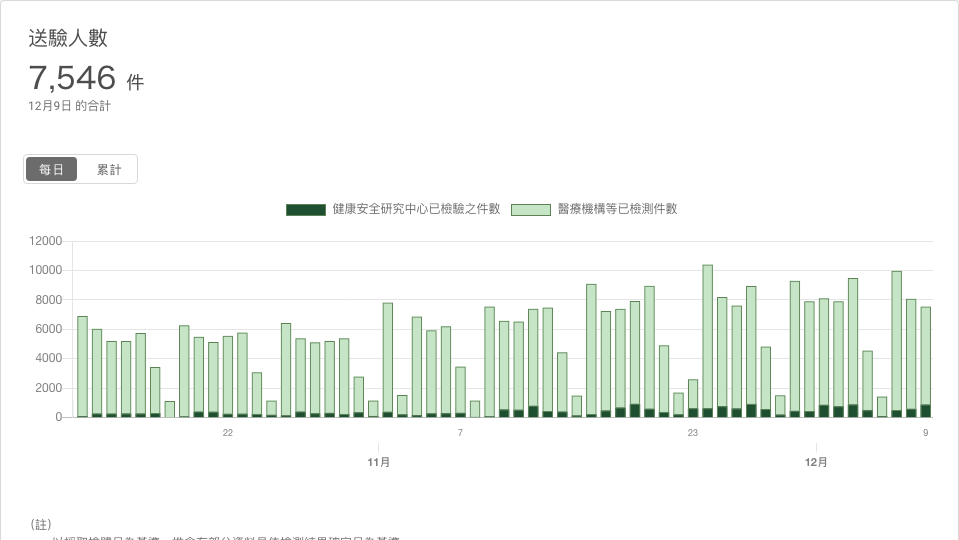 送驗人數
7,546 件
12月9日 的合計
每日 累計
健康安全研究中心已檢驗之件數 醫療機構等已檢測件數
12000
10000
8000
6000
4000
2000
0
22 7 23 9
11月 12月
(註)